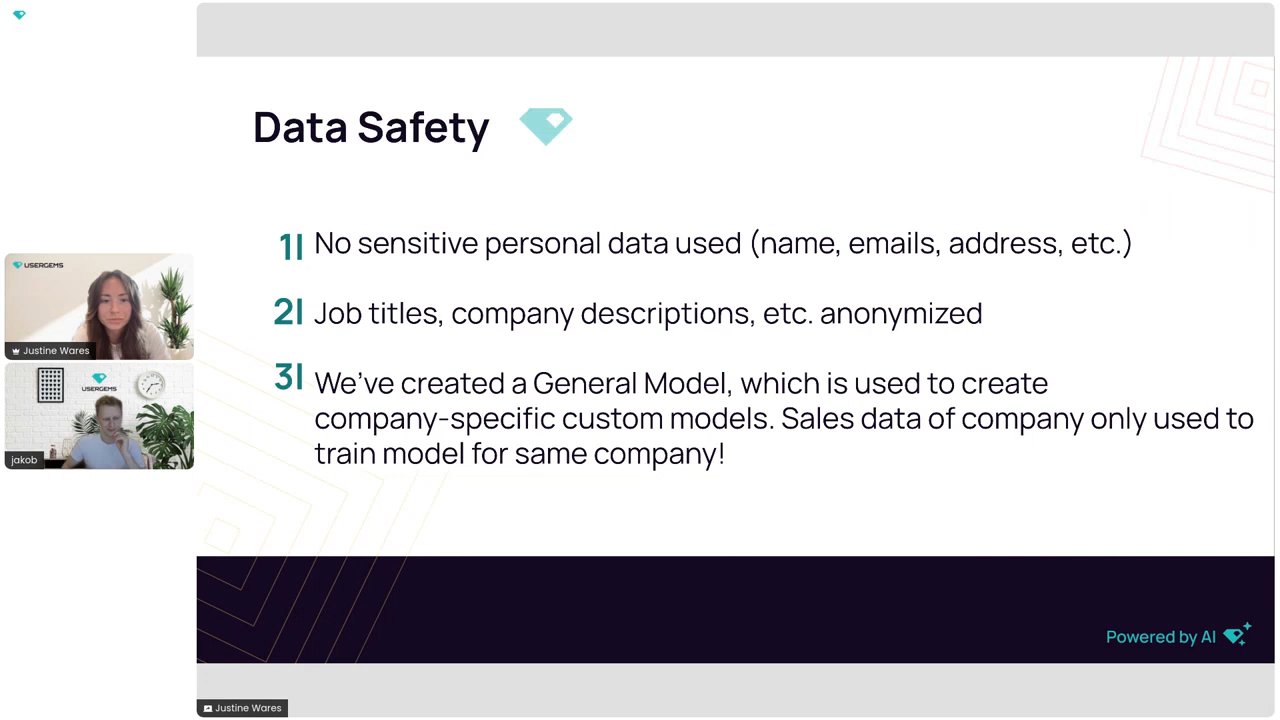 Data Safety
1| No sensitive personal data used (name, emails, address, etc.)
2| Job titles, company descriptions, etc. anonymized
3| We’ve created a General Model, which is used to create
company-specific custom models. Sales data of company only used to
train model for same company!
USERGEMS
Justine Wares
USERGEMS
jakob
Powered by AI
Justine Wares